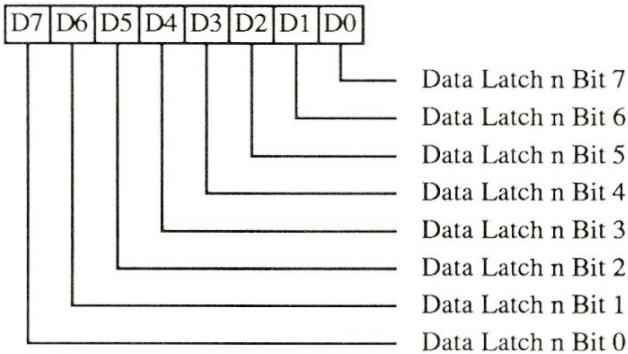 D7 D6 D5 D4 D3 D2 D1 D0
Data Latch n Bit 7
Data Latch n Bit 6
Data Latch n Bit 5
Data Latch n Bit 4
Data Latch n Bit 3
Data Latch n Bit 2
Data Latch n Bit 1
Data Latch n Bit 0